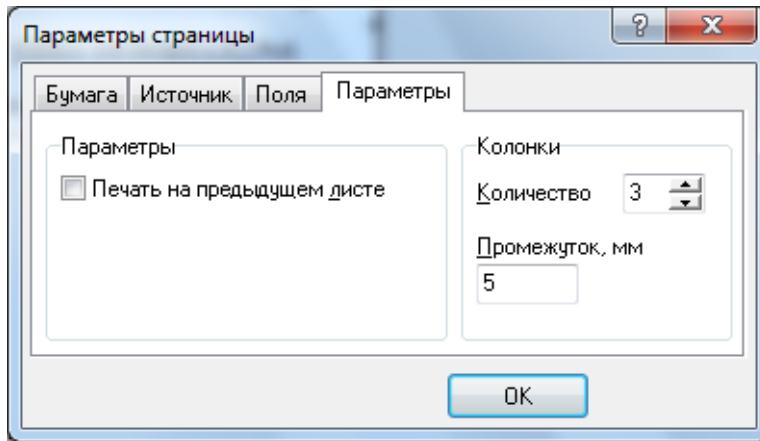 Параметры страницы
Бумага Источник Поля Параметры
Параметры
Печать на предыдущем листе
Колонки
Количество 3
Промежуток, мм
5
OK